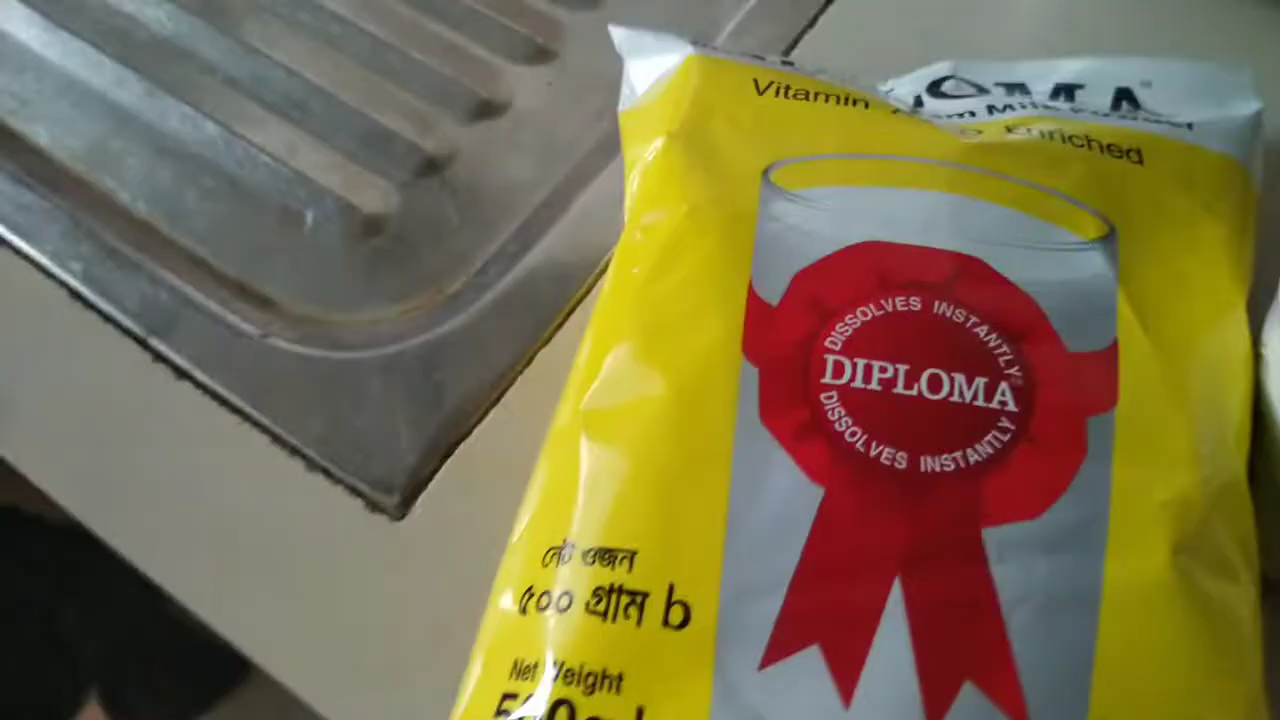 Vitamin
Enriched
DISSOLVES INSTANTLY
DIPLOMA
DISSOLVES INSTANTLY
নেট ওজন
৫০০ গ্রাম b
Net Weight